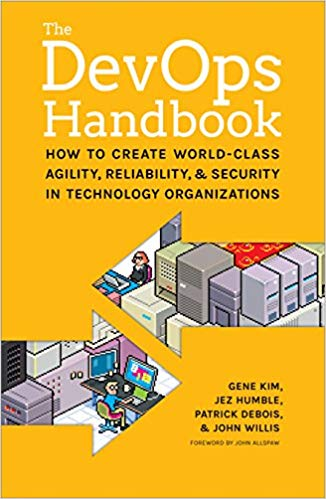 The
DevOps
Handbook
HOW TO CREATE WORLD-CLASS
AGILITY, RELIABILITY, & SECURITY
IN TECHNOLOGY ORGANIZATIONS
GENE KIM,
JEZ HUMBLE,
PATRICK DEBOIS,
& JOHN WILLIS
FOREWORD BY JOHN ALLSPAW